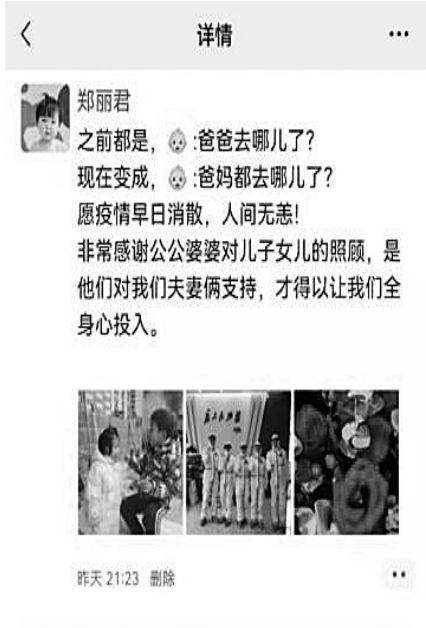 详情
郑丽君
之前都是，👶:爸爸去哪儿了？
现在变成，👶:爸妈都去哪儿了？
愿疫情早日消散，人间无恙！
非常感谢公公婆婆对儿子女儿的照顾，是
他们对我们夫妻俩支持，才得以让我们全
身心投入。
昨天 21:23 删除